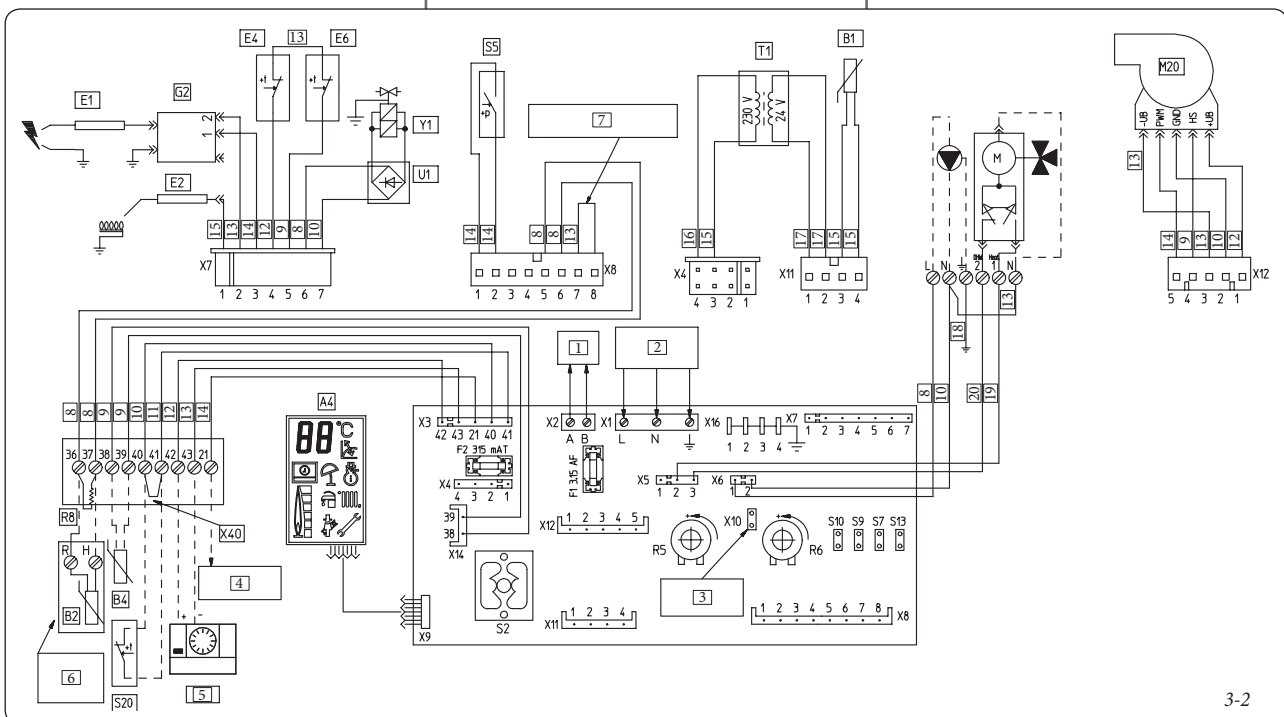 E4 13 E6
S5
T1
B1
M20
E1
G2
2
1
+t
+t
Y1
U1
+p
7
230 V
24 V
M
-UB
PWM
GND
HS
-UB
13
E2
15 13 14 12 9 8 10
X7
1 2 3 4 5 6 7
14 14 8 8 13
X8
1 2 3 4 5 6 7 8
16 15
X4
4 3 2 1
17 17 15 15
X11
1 2 3 4
L N 2 1 N
13
18
14 9 13 10 12
X12
5 4 3 2 1
8 10 20 19
1
2
8 8 9 9 10 11 12 13 14
36 37 38 39 40 41 42 43 21
A4
88°C
X3
42 43 21 40 41
X2
A B
X1
L N
X16
1 2 3 4
X7
1 2 3 4 5 6 7
F2 315 mAT
F1 3.15 AF
X4
4 3 2 1
X5
1 2 3
X6
1 2
X12
1 2 3 4 5
39
38
X14
R5
X10
R6
S10 S9 S7 S13
R8
X40
R H
B2
B4
4
3
+ -
S2
X9
X11
1 2 3 4
1 2 3 4 5 6 7 8
X8
+t
6
S20
5
3-2